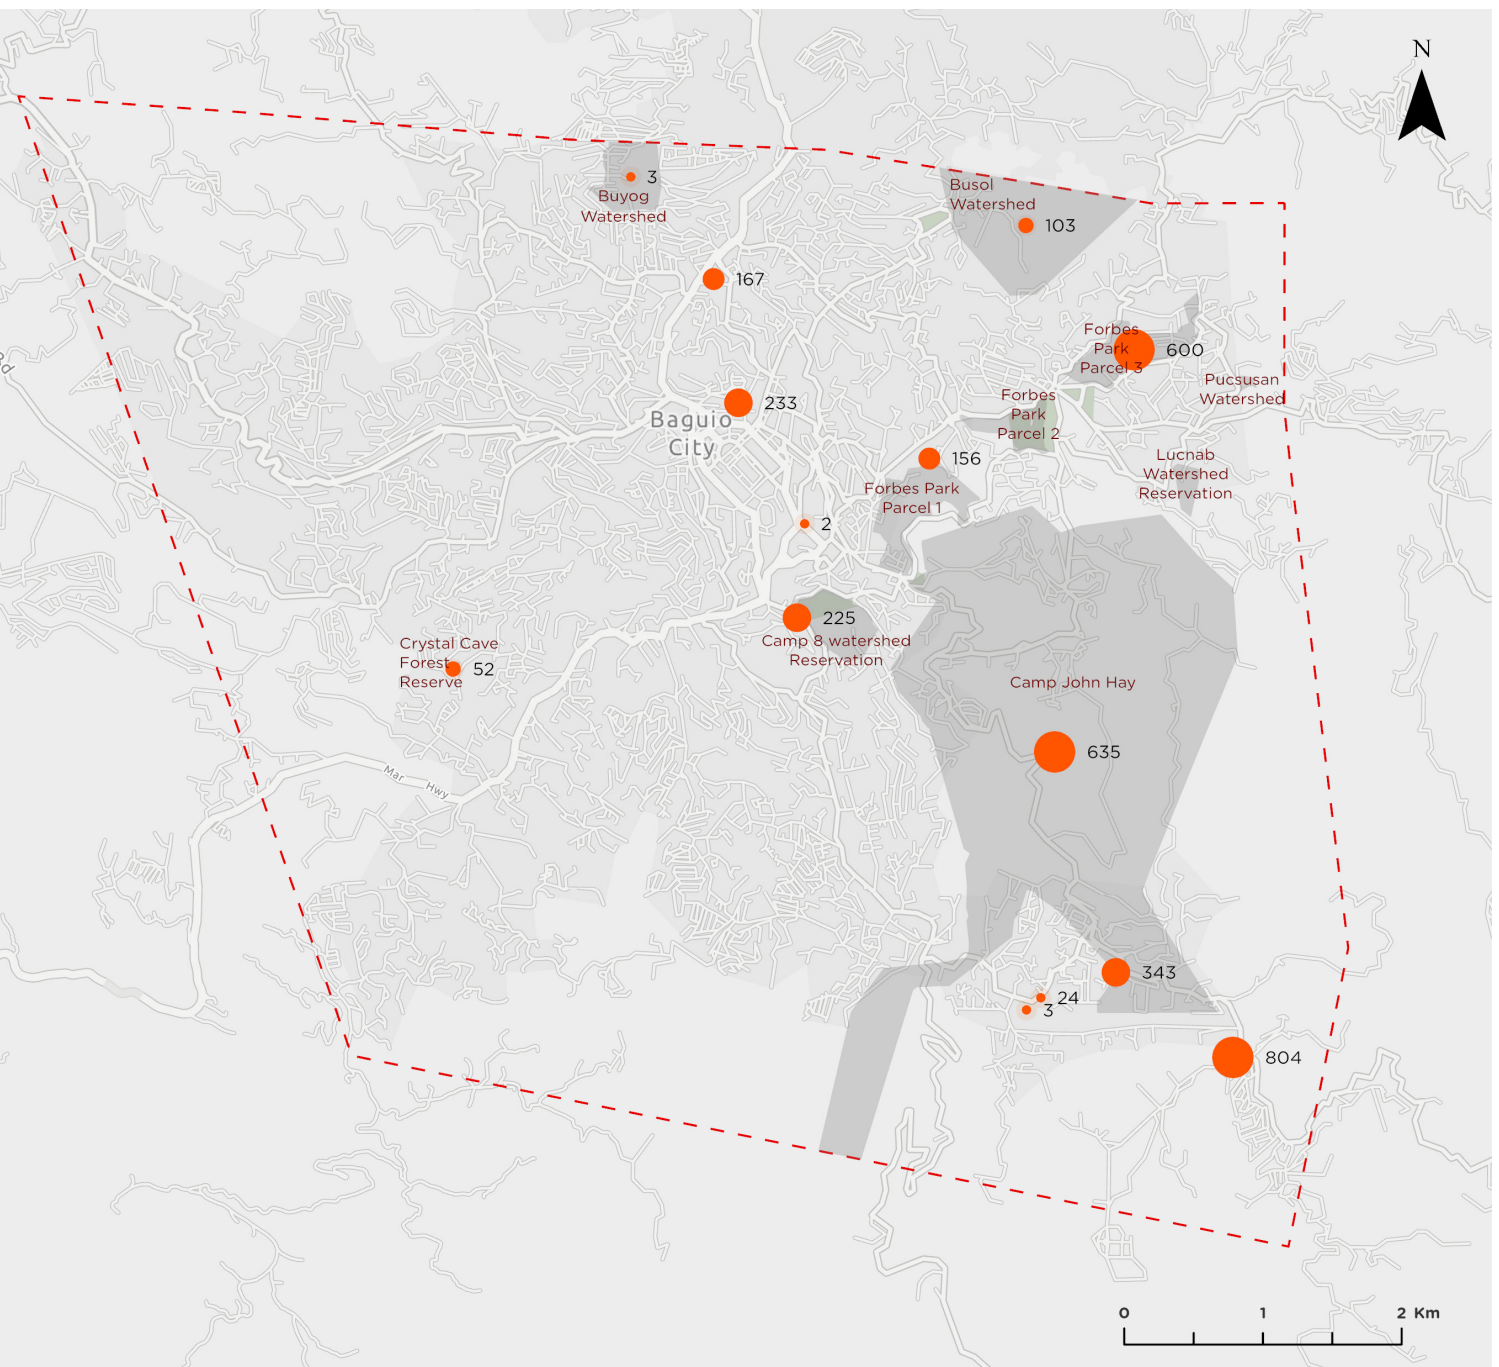 N
3
Buyog
Watershed
Busol
Watershed
103
167
Forbes
Park
Parcel 3
600
Pucsusan
Watershed
233
Baguio
City
Forbes
Park
Parcel 2
156
Forbes Park
Parcel 1
Lucnab
Watershed
Reservation
2
225
Camp 8 watershed
Reservation
Crystal Cave
Forest
Reserve
52
Camp John Hay
635
Mar Hwy
343
24
3
804
0 1 2 Km